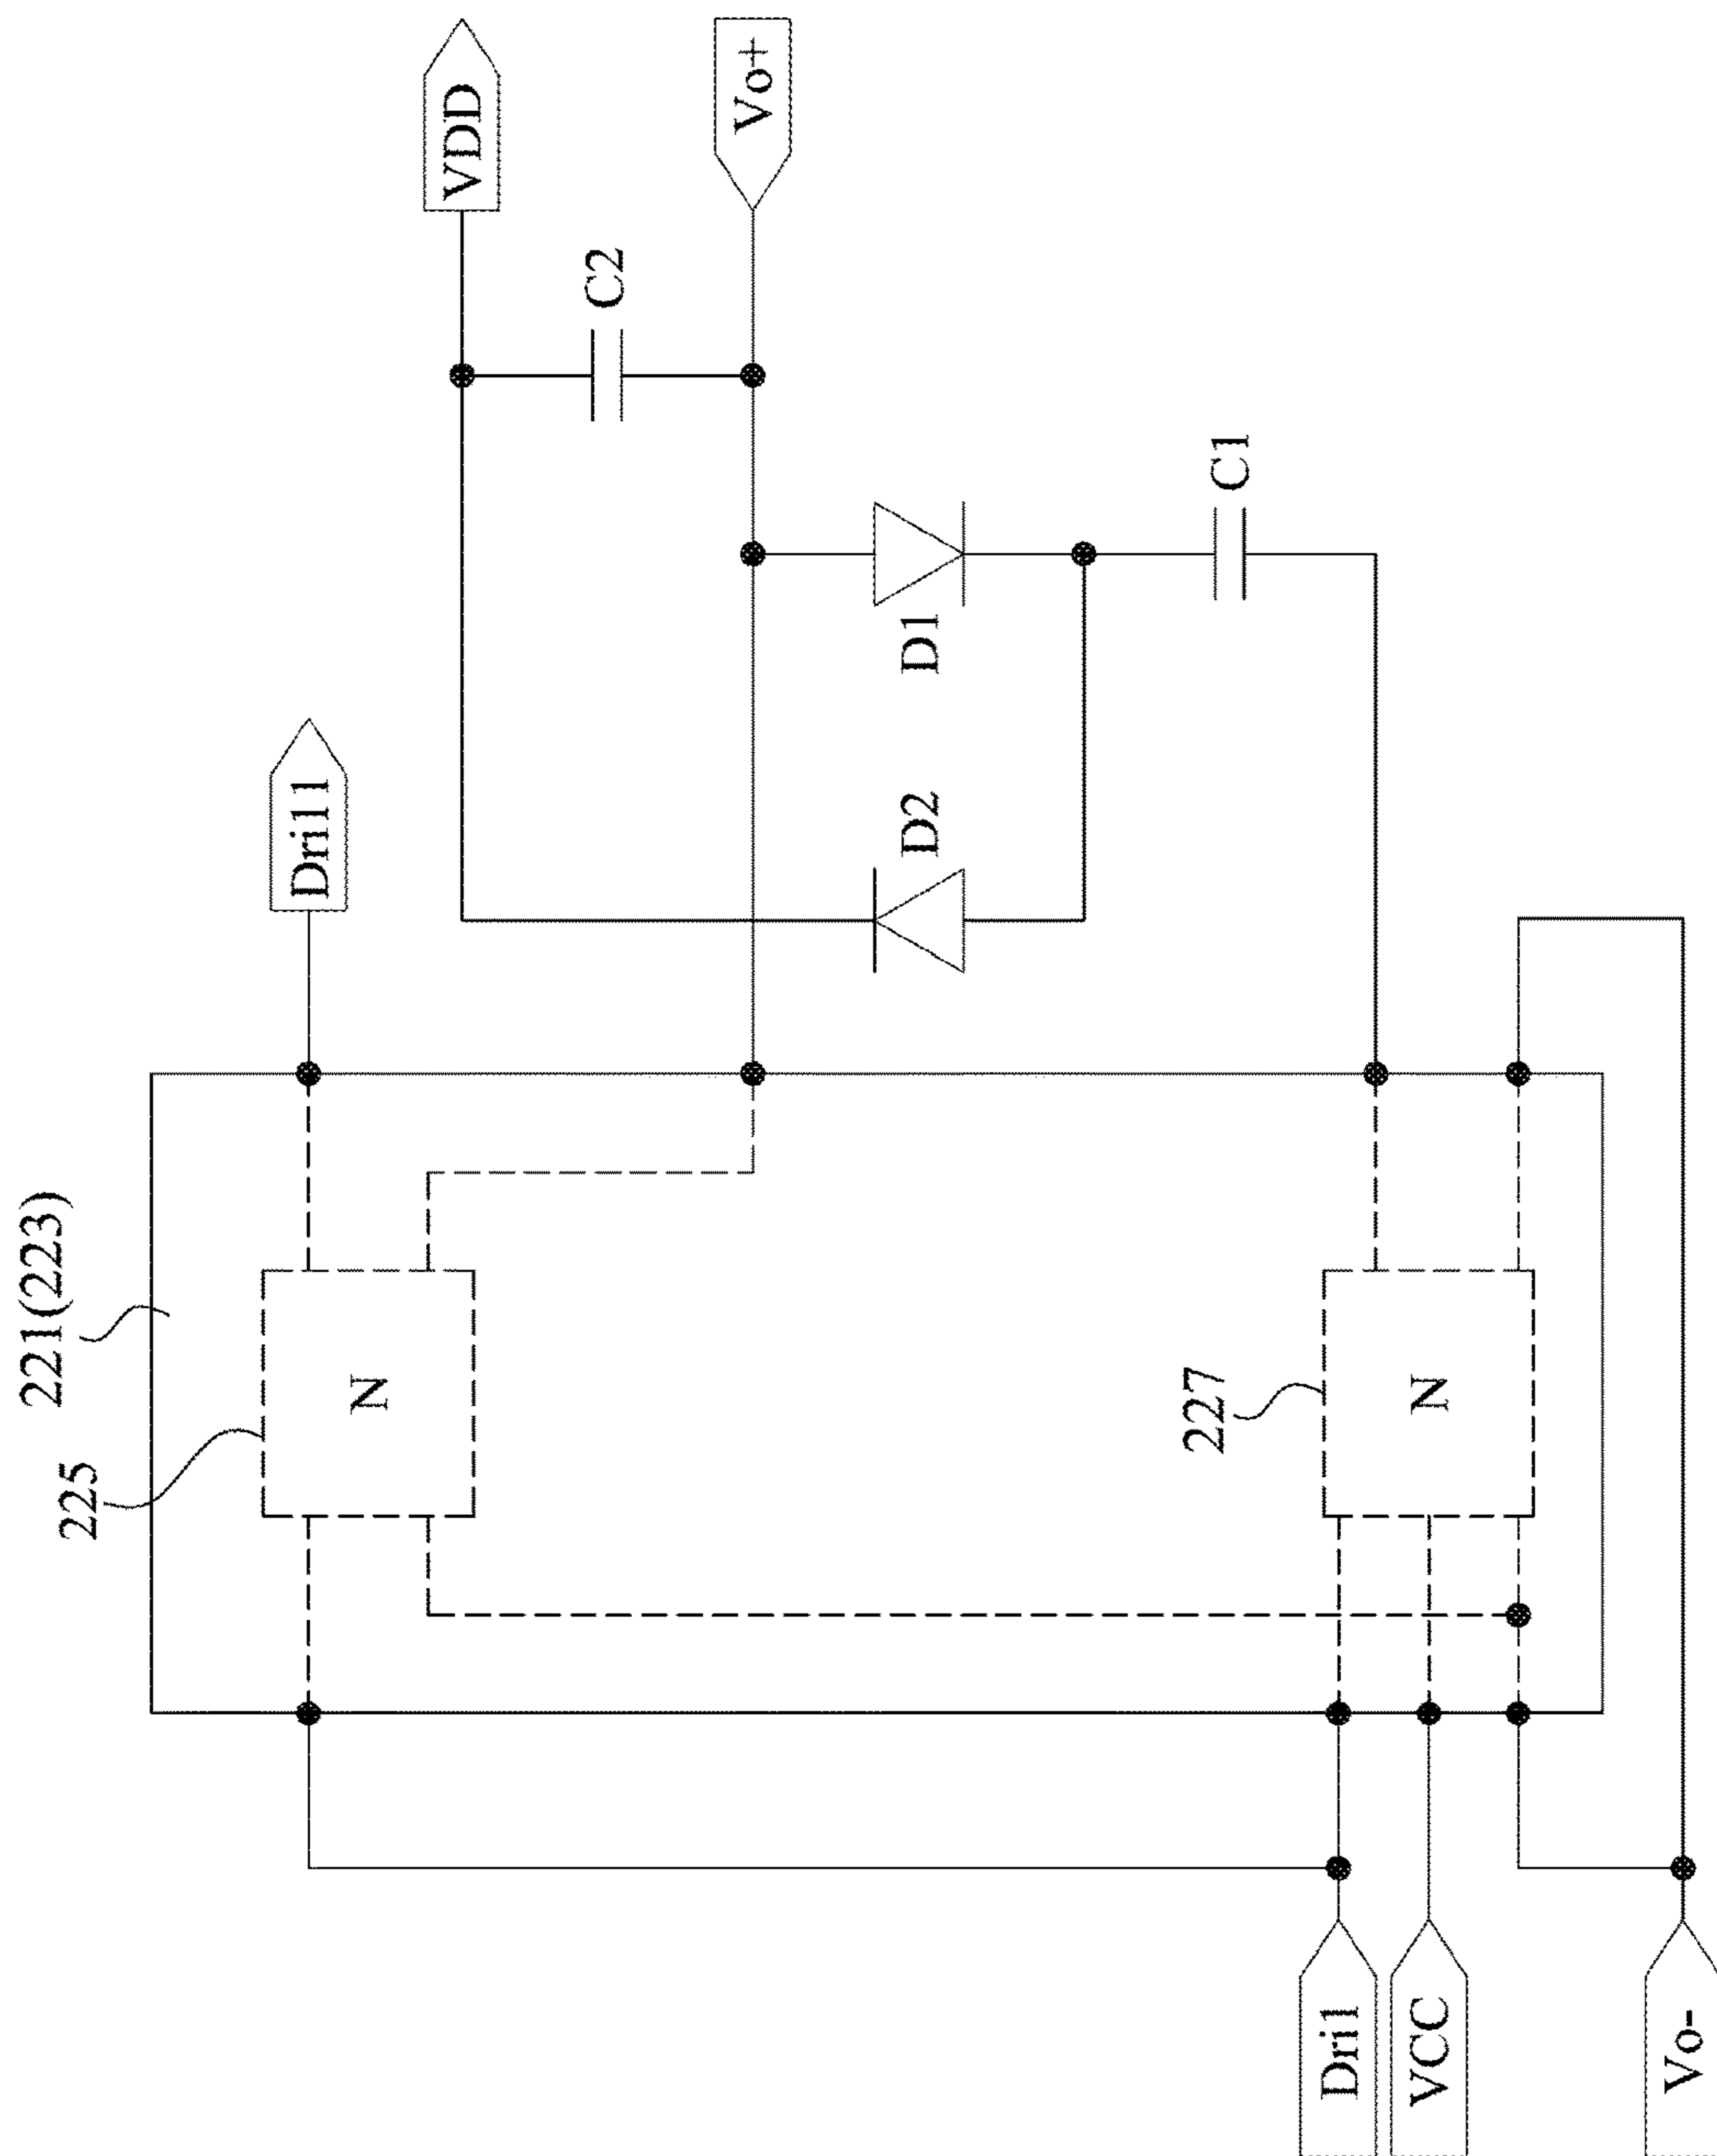 VDD
Vo+
C2
C1
D1
D2
Dri11
221(223)
225
N
227
N
Dri1
VCC
Vo-